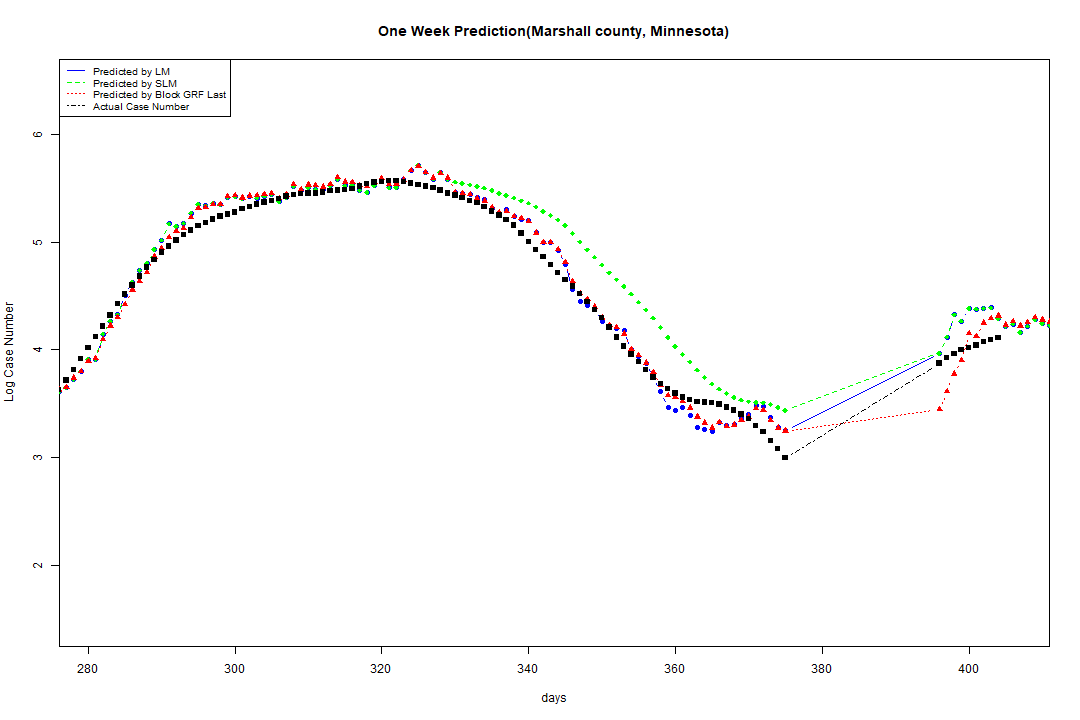 One Week Prediction(Marshall county, Minnesota)
Predicted by LM
Predicted by SLM
Predicted by Block GRF Last
Actual Case Number
6
5
4
3
2
Log Case Number
280 300 320 340 360 380 400
days